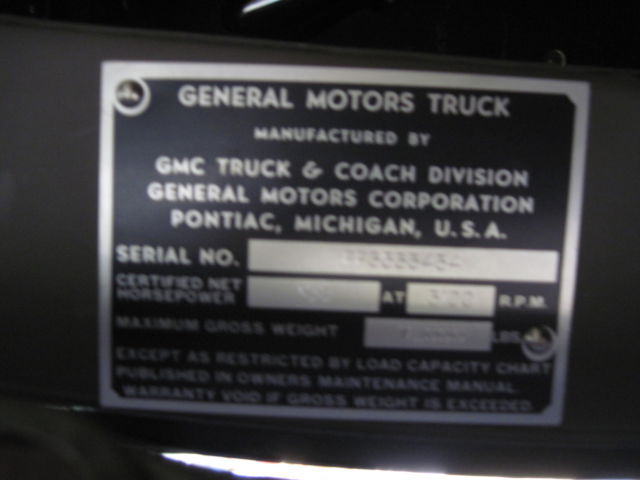 GENERAL MOTORS TRUCK
MANUFACTURED BY
GMC TRUCK & COACH DIVISION
GENERAL MOTORS CORPORATION
PONTIAC, MICHIGAN, U.S.A.
SERIAL NO.
CERTIFIED NET
HORSEPOWER AT R.P.M.
MAXIMUM GROSS WEIGHT LBS.
EXCEPT AS RESTRICTED BY LOAD CAPACITY CHART
PUBLISHED IN OWNERS MAINTENANCE MANUAL.
WARRANTY VOID IF GROSS WEIGHT IS EXCEEDED.